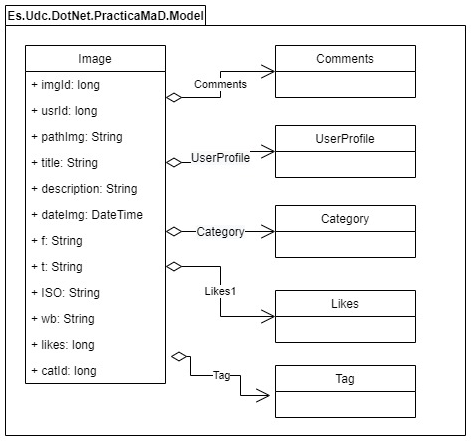 Es.Udc.DotNet.PracticaMaD.Model
Image
+ imgId: long
+ usrId: long
+ pathImg: String
+ title: String
+ description: String
+ dateImg: DateTime
+ f: String
+ t: String
+ ISO: String
+ wb: String
+ likes: long
+ catId: long
Comments
Comments
UserProfile
UserProfile
Category
Category
Likes1
Likes
Tag
Tag